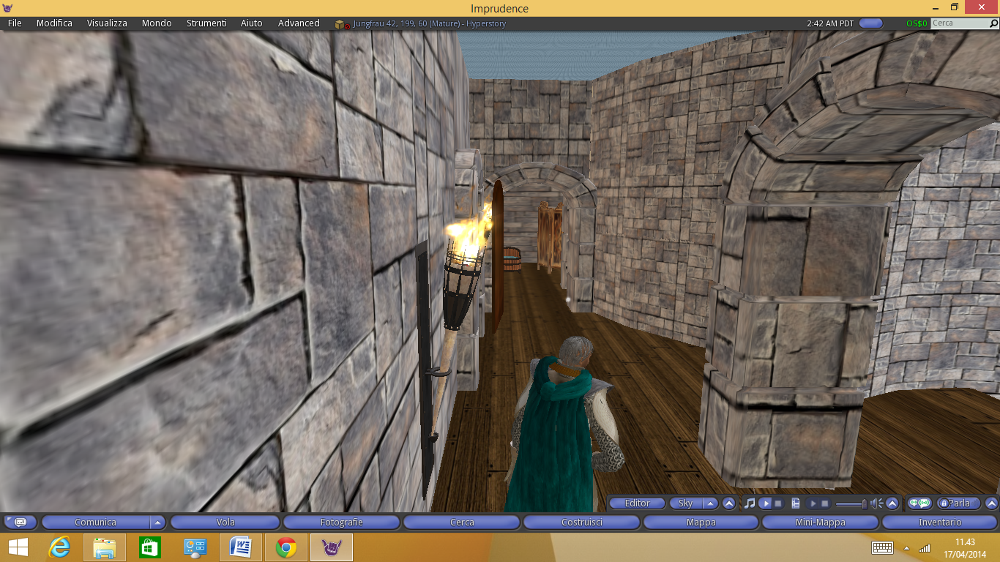 Imprudence
File Modifica Visualizza Mondo Strumenti Aiuto Advanced Jungfrau 42, 199, 60 (Mature) - Hyperstory 2:42 AM PDT OS$0 Cerca
Editor Sky Parla
Comunica Vola Fotografie Cerca Costruisci Mappa Mini-Mappa Inventario
11.43
17/04/2014